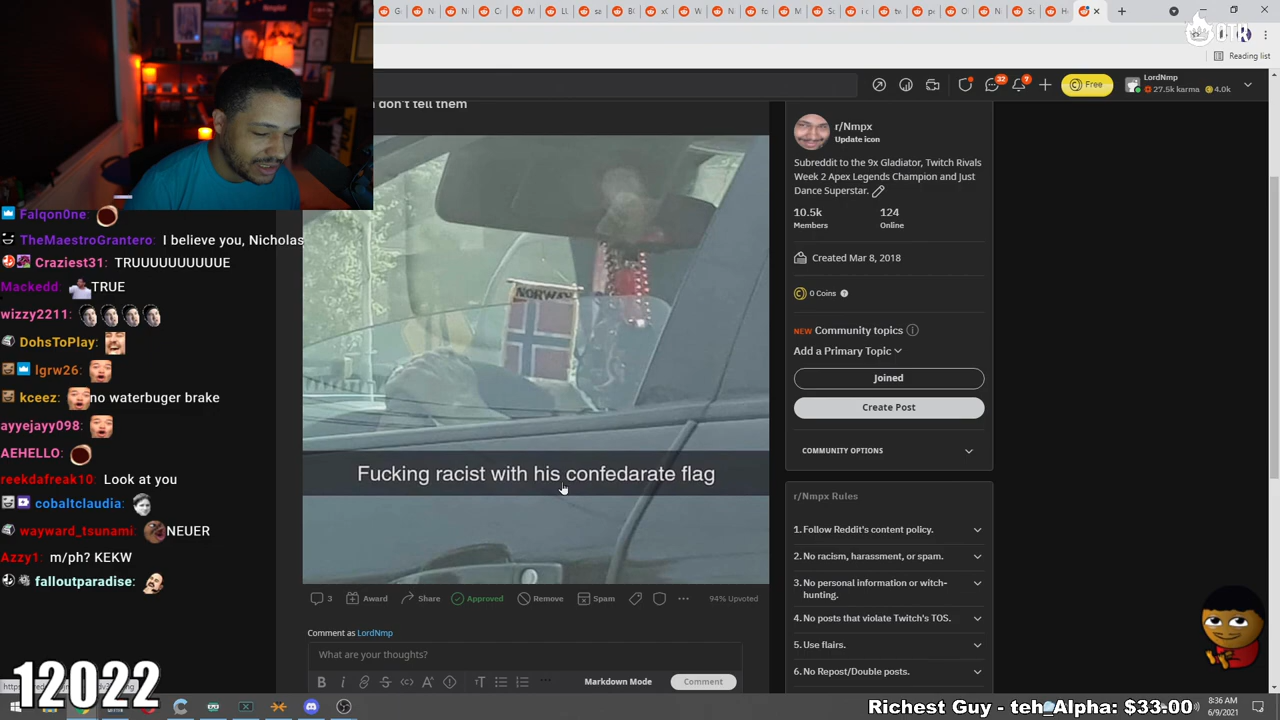 OTR
Reading list
Free
32
7
LordNmp
27.5k karma
4.0k
n don't tell them
r/Nmpx
Update icon
Subreddit to the 9x Gladiator, Twitch Rivals
Week 2 Apex Legends Champion and Just
Dance Superstar.
10.5k
124
Members
Online
Created Mar 8, 2018
0 Coins
NEW Community topics
Add a Primary Topic
Joined
Create Post
COMMUNITY OPTIONS
r/Nmpx Rules
1. Follow Reddit's content policy.
2. No racism, harassment, or spam.
3. No personal information or witch-
hunting.
4. No posts that violate Twitch's TOS.
5. Use flairs.
6. No Repost/Double posts.
Falqon0ne:
TheMaestroGrantero: I believe you, Nicholas
Craziest31: TRUUUUUUUUUUE
Mackedd: TRUE
wizzy2211:
DohsToPlay:
lgrw26:
kceez: no waterbuger brake
ayyejayy098:
AEHELLO:
reekdafreak10: Look at you
cobaltclaudia:
wayward_tsunami: NEUER
Azzy1: m/ph? KEKW
falloutparadise:
NORWAY
Fucking racist with his confedarate flag
3
Award
Share
Approved
Remove
Spam
94% Upvoted
Comment as LordNmp
What are your thoughts?
Markdown Mode
Comment
12022
Richest Guy - teh_Alpha: $33.00
8:36 AM
6/9/2021